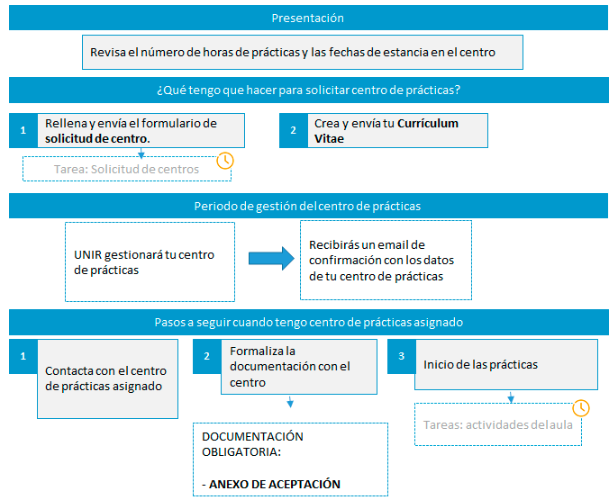 Presentación
Revisa el número de horas de prácticas y las fechas de estancia en el centro
¿Qué tengo que hacer para solicitar centro de prácticas?
1
Rellena y envía el formulario de
solicitud de centro.
Tarea: Solicitud de centros
2
Crea y envía tu Currículum
Vitae
Periodo de gestión del centro de prácticas
UNIR gestionará tu centro
de prácticas
Recibirás un email de
confirmación con los datos
de tu centro de prácticas
Pasos a seguir cuando tengo centro de prácticas asignado
1
Contacta con el centro
de prácticas asignado
2
Formaliza la
documentación con el
centro
DOCUMENTACIÓN
OBLIGATORIA:
- ANEXO DE ACEPTACIÓN
3
Inicio de las prácticas
Tareas: actividades del aula